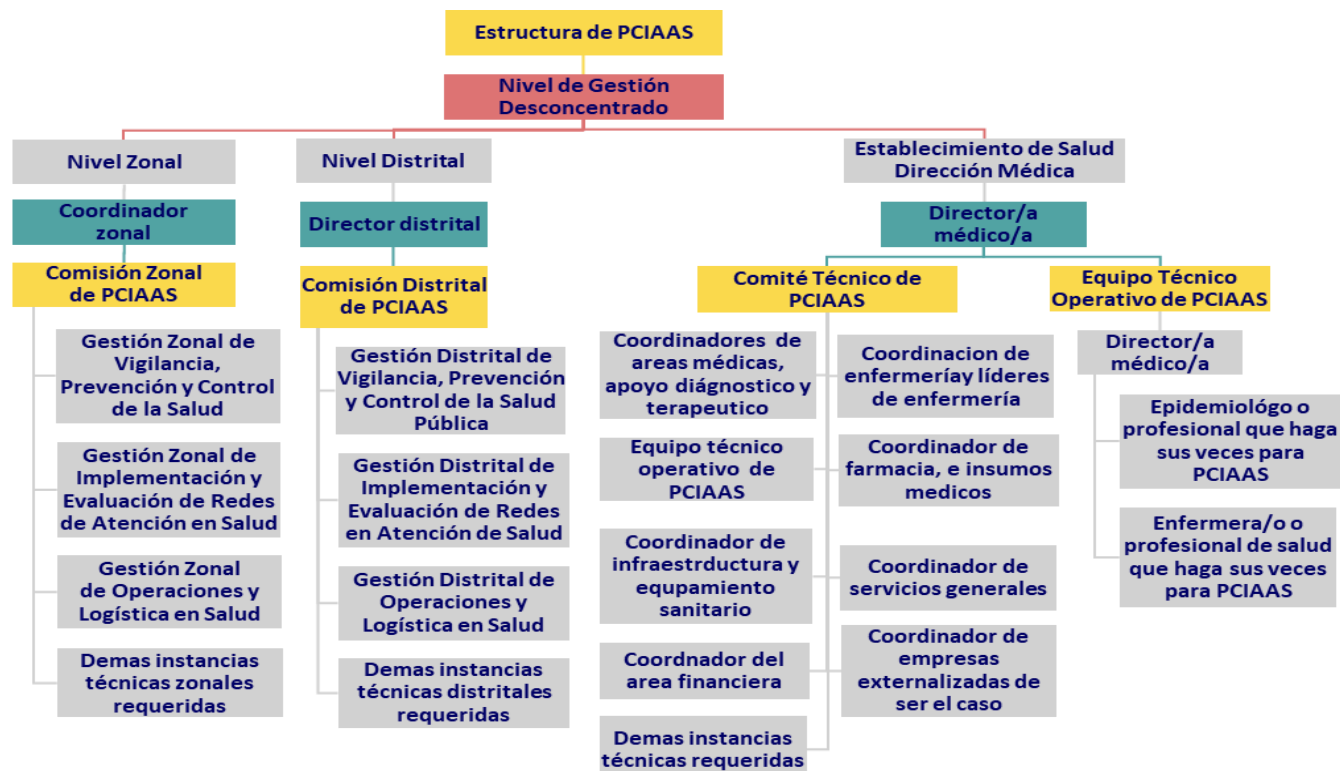 Estructura de PCIAAS
Nivel de Gestión
Desconcentrado
Nivel Zonal
Coordinador
zonal
Comisión Zonal
de PCIAAS
Gestión Zonal de
Vigilancia,
Prevención y Control
de la Salud
Gestión Zonal de
Implementación y
Evaluación de Redes
de Atención en Salud
Gestión Zonal
de Operaciones y
Logística en Salud
Demas instancias
técnicas zonales
requeridas
Nivel Distrital
Director distrital
Comisión Distrital
de PCIAAS
Gestión Distrital de
Vigilancia, Prevención
y Control de la Salud
Pública
Gestión Distrital de
Implementación y
Evaluación de Redes
en Atención de Salud
Gestión Distrital de
Operaciones y
Logística en Salud
Demas instancias
técnicas distritales
requeridas
Establecimiento de Salud
Dirección Médica
Director/a
médico/a
Comité Técnico de
PCIAAS
Coordinadores de
areas médicas,
apoyo diágnostico y
terapeutico
Coordinacion de
enfermeríay líderes
de enfermería
Equipo técnico
operativo de
PCIAAS
Coordinador de
farmacia, e insumos
medicos
Coordinador de
infraestrductura y
equpamiento
sanitario
Coordinador de
servicios generales
Coordnador del
area financiera
Coordinador de
empresas
externalizadas de
ser el caso
Demas instancias
técnicas requeridas
Equipo Técnico
Operativo de PCIAAS
Director/a
médico/a
Epidemiológo o
profesional que haga
sus veces para
PCIAAS
Enfermera/o o
profesional de salud
que haga sus veces
para PCIAAS